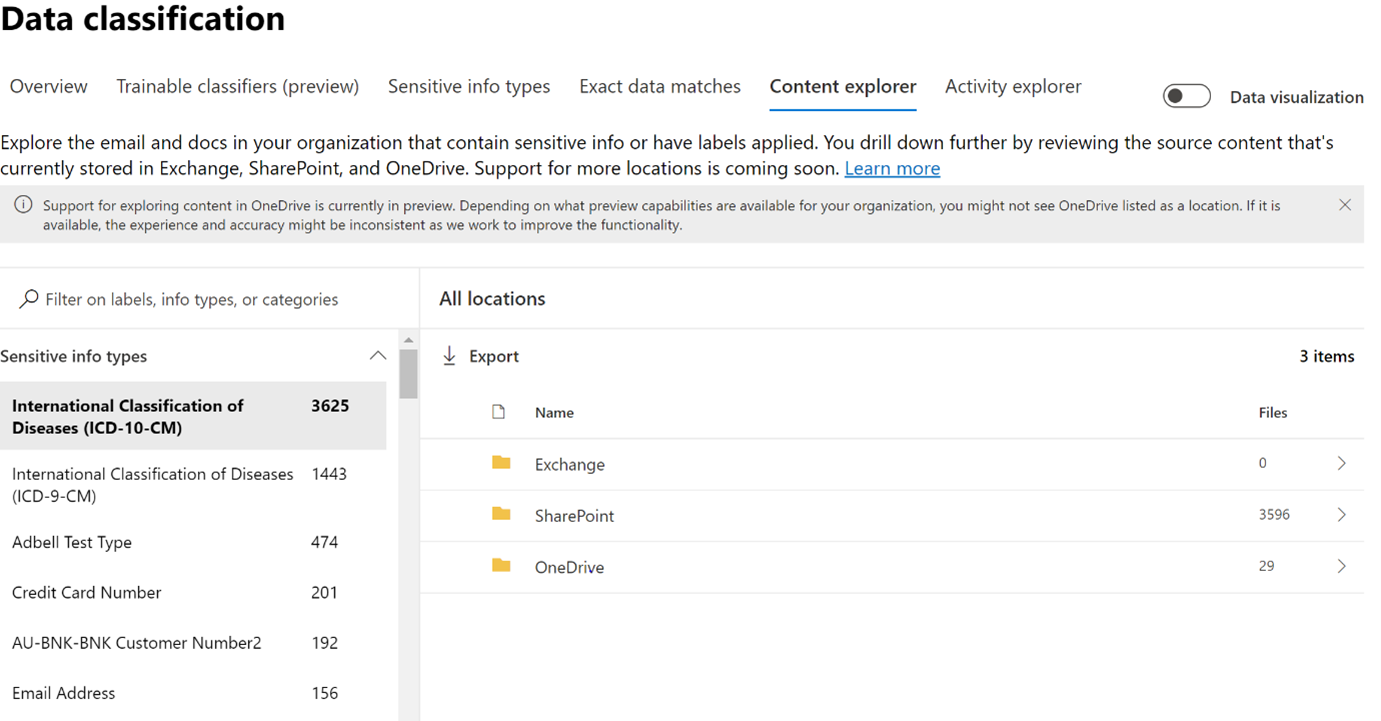 Data classification
Overview
Trainable classifiers (preview)
Sensitive info types
Exact data matches
Content explorer
Activity explorer
Data visualization
Explore the email and docs in your organization that contain sensitive info or have labels applied. You drill down further by reviewing the source content that's
currently stored in Exchange, SharePoint, and OneDrive. Support for more locations is coming soon. Learn more
Support for exploring content in OneDrive is currently in preview. Depending on what preview capabilities are available for your organization, you might not see OneDrive listed as a location. If it is
available, the experience and accuracy might be inconsistent as we work to improve the functionality.
Filter on labels, info types, or categories
Sensitive info types
International Classification of 3625
Diseases (ICD-10-CM)
International Classification of Diseases 1443
(ICD-9-CM)
Adbell Test Type 474
Credit Card Number 201
AU-BNK-BNK Customer Number2 192
Email Address 156
All locations
Export
3 items
Name Files
Exchange 0
SharePoint 3596
OneDrive 29